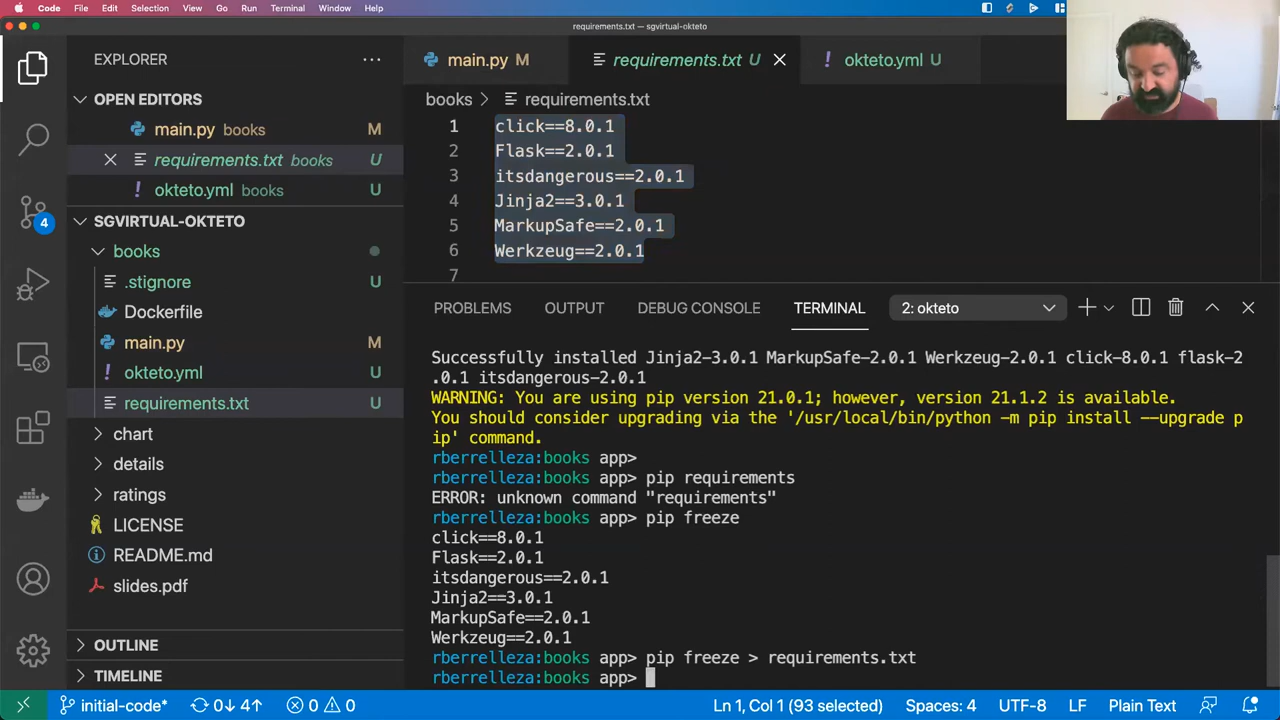 Code File Edit Selection View Go Run Terminal Window Help
requirements.txt — sgvirtual-okteto
EXPLORER
OPEN EDITORS
main.py books M
requirements.txt books U
okteto.yml books U
SGVIRTUAL-OKTETO
books
.stignore U
Dockerfile
main.py M
okteto.yml U
requirements.txt U
chart
details
ratings
LICENSE
README.md
slides.pdf
OUTLINE
TIMELINE
4
main.py M
requirements.txt U
okteto.yml U
books > requirements.txt
1 click==8.0.1
2 Flask==2.0.1
3 itsdangerous==2.0.1
4 Jinja2==3.0.1
5 MarkupSafe==2.0.1
6 Werkzeug==2.0.1
7
PROBLEMS OUTPUT DEBUG CONSOLE TERMINAL 2: okteto
Successfully installed Jinja2-3.0.1 MarkupSafe-2.0.1 Werkzeug-2.0.1 click-8.0.1 flask-2
.0.1 itsdangerous-2.0.1
WARNING: You are using pip version 21.0.1; however, version 21.1.2 is available.
You should consider upgrading via the '/usr/local/bin/python -m pip install --upgrade p
ip' command.
rberrelleza:books app>
rberrelleza:books app> pip requirements
ERROR: unknown command "requirements"
rberrelleza:books app> pip freeze
click==8.0.1
Flask==2.0.1
itsdangerous==2.0.1
Jinja2==3.0.1
MarkupSafe==2.0.1
Werkzeug==2.0.1
rberrelleza:books app> pip freeze > requirements.txt
rberrelleza:books app>
initial-code* 0↓ 4↑ 0 0 Ln 1, Col 1 (93 selected) Spaces: 4 UTF-8 LF Plain Text